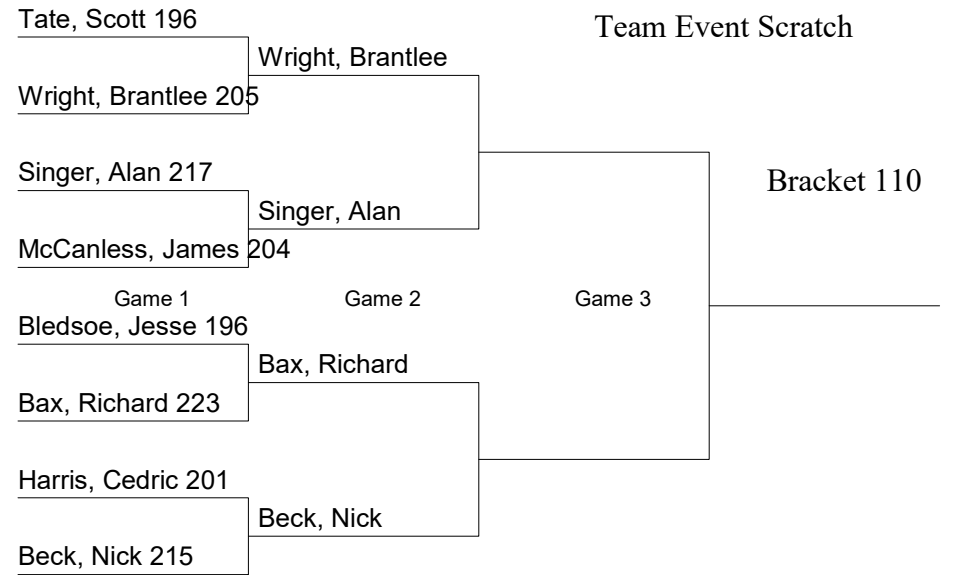 Tate, Scott 196
Team Event Scratch
Wright, Brantlee
Wright, Brantlee 205
Singer, Alan 217
Bracket 110
Singer, Alan
McCanless, James 204
Game 1
Game 2
Game 3
Bledsoe, Jesse 196
Bax, Richard
Bax, Richard 223
Harris, Cedric 201
Beck, Nick
Beck, Nick 215